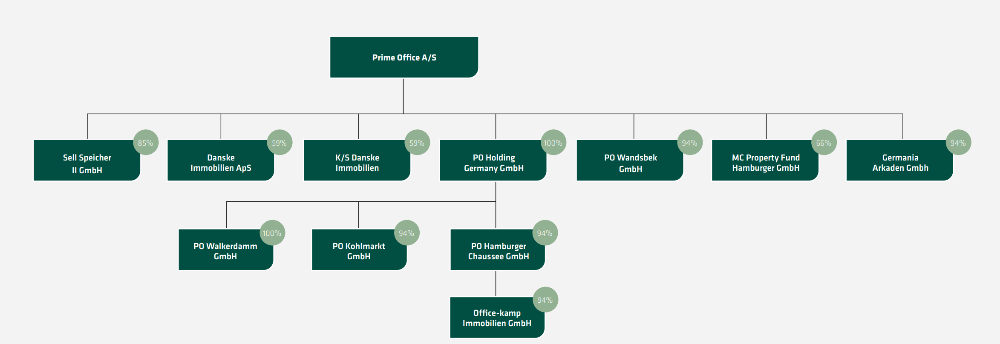 Prime Office A/S
85%
59%
59%
100%
94%
66%
94%
Sell Speicher
II GmbH
Danske
Immobilien ApS
K/S Danske
Immobilien
PO Holding
Germany GmbH
PO Wandsbek
GmbH
MC Property Fund
Hamburger GmbH
Germania
Arkaden Gmbh
100%
94%
94%
PO Walkerdamm
GmbH
PO Kohlmarkt
GmbH
PO Hamburger
Chaussee GmbH
94%
Office-kamp
Immobilien GmbH